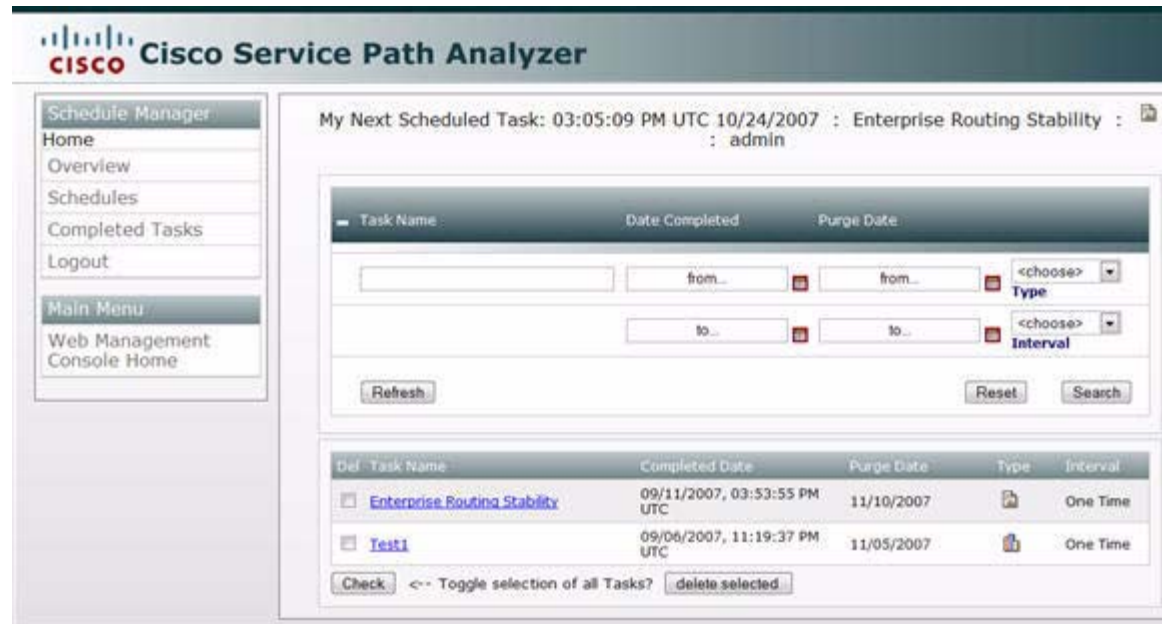 CISCO Cisco Service Path Analyzer
Schedule Manager
Home
Overview
Schedules
Completed Tasks
Logout
Main Menu
Web Management
Console Home
My Next Scheduled Task: 03:05:09 PM UTC 10/24/2007 : Enterprise Routing Stability :
: admin
Task Name Date Completed Purge Date
from... from... <choose>
Type
to... to... <choose>
Interval
Refresh Reset Search
Del Task Name Completed Date Purge Date Type Interval
Enterprise Routing Stability 09/11/2007, 03:53:55 PM UTC 11/10/2007 One Time
Test1 09/06/2007, 11:19:37 PM UTC 11/05/2007 One Time
Check <-- Toggle selection of all Tasks? delete selected